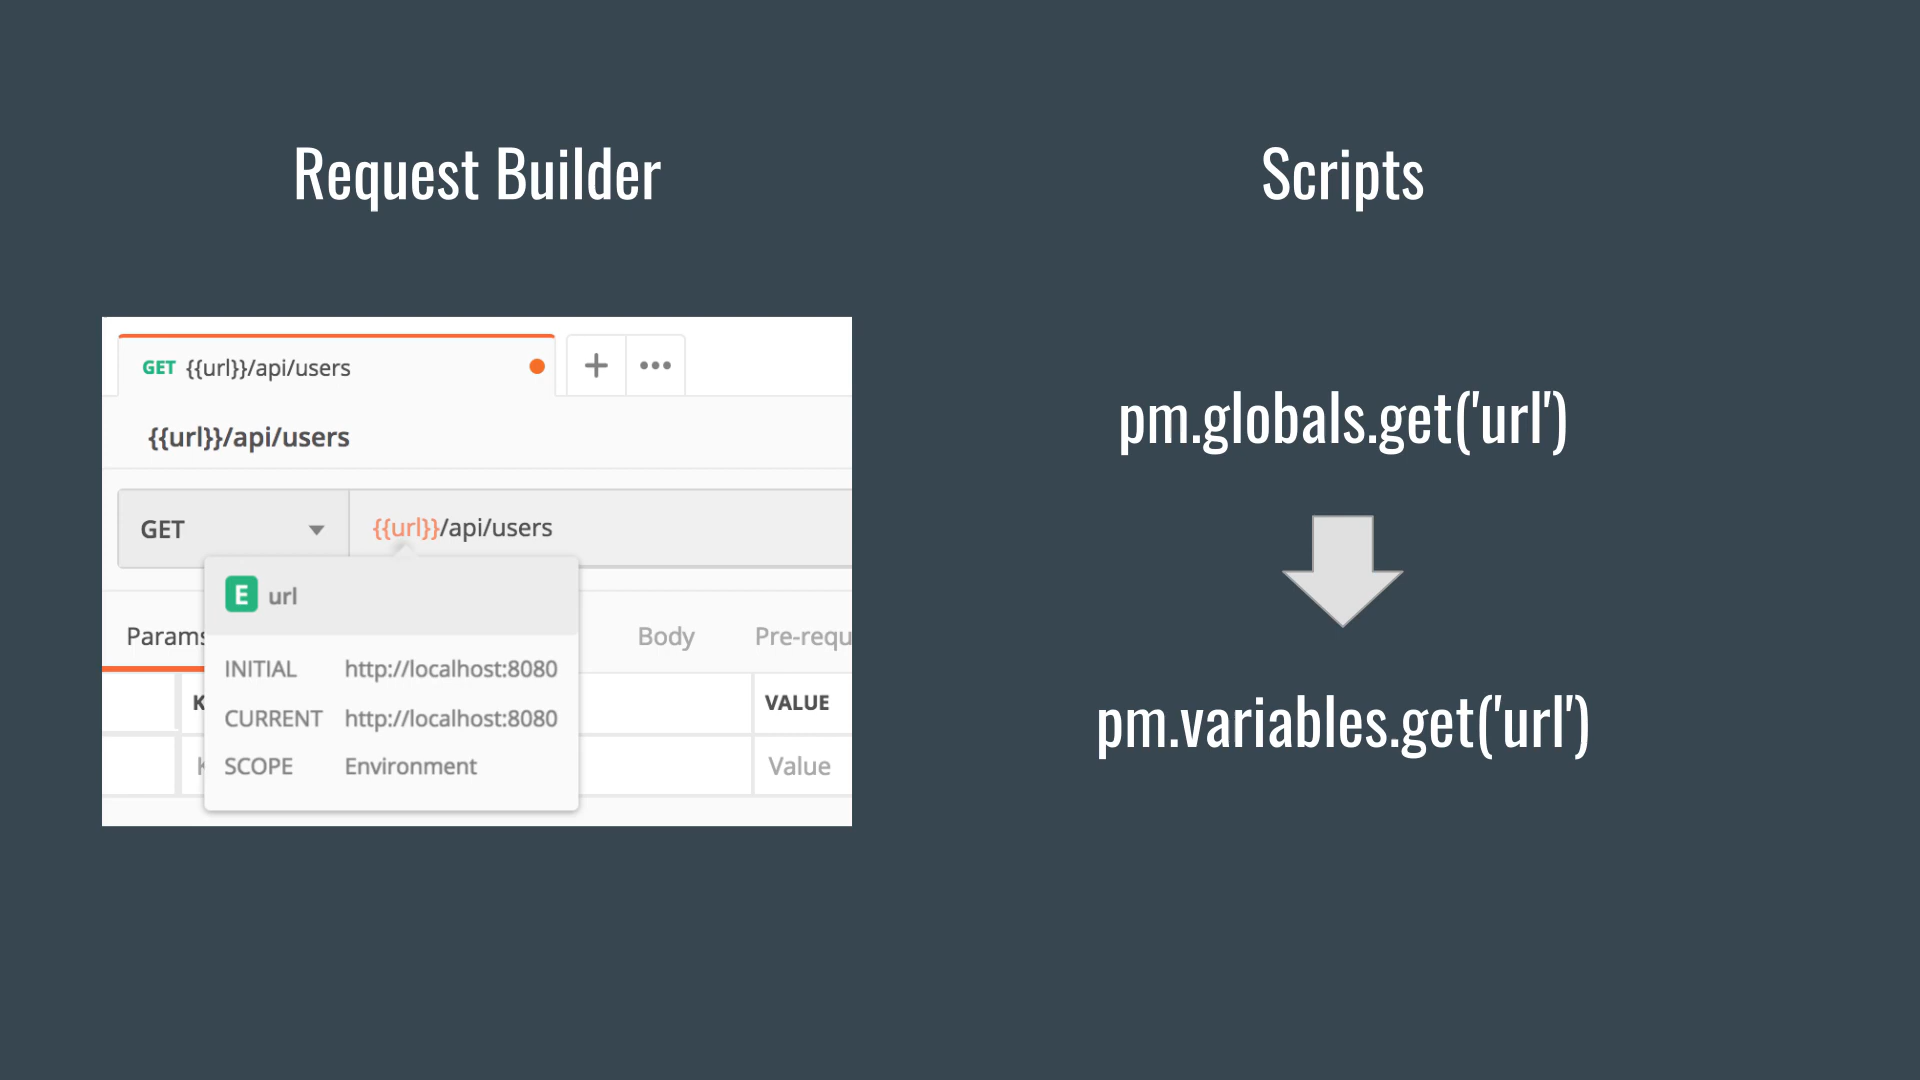 Request Builder
Scripts
GET {{url}}/api/users
{{url}}/api/users
GET {{url}}/api/users
E url
Params Body Pre-requ
INITIAL http://localhost:8080
CURRENT http://localhost:8080
SCOPE Environment
K VALUE
K Value
pm.globals.get('url')
pm.variables.get('url')